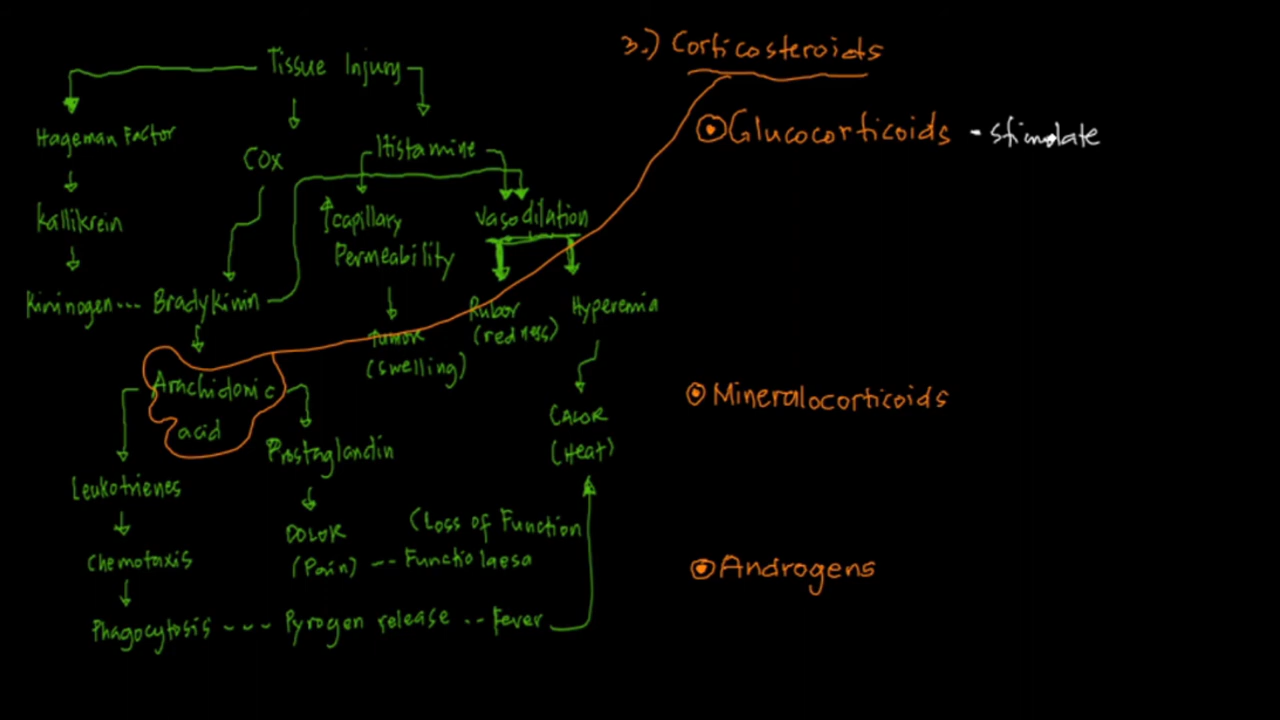 Tissue Injury
Hageman Factor
COX
Histamine
Kallikrein
↑Capillary
Permeability
Vasodilation
Kininogen --- Bradykinin
Tumor
(swelling)
Rubor
(redness)
Hyperemia
Arachidonic
acid
CALOR
(Heat)
Leukotrienes
Prostaglandin
Chemotaxis
DOLOR
(Pain) -- Functio laesa
(Loss of Function
Phagocytosis --- Pyrogen release -- Fever
3.) Corticosteroids
Glucocorticoids - Stimulate
Mineralocorticoids
Androgens